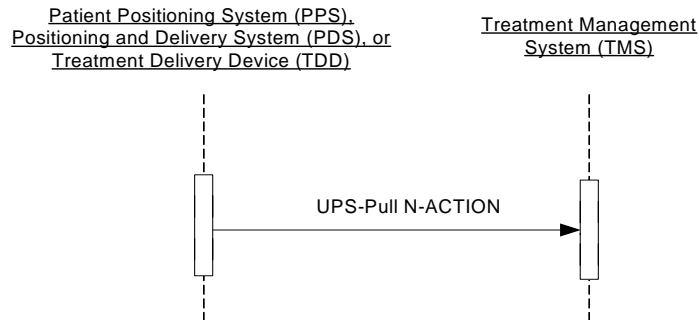 Patient Positioning System (PPS),
Positioning and Delivery System (PDS), or
Treatment Delivery Device (TDD)
Treatment Management
System (TMS)
UPS-Pull N-ACTION